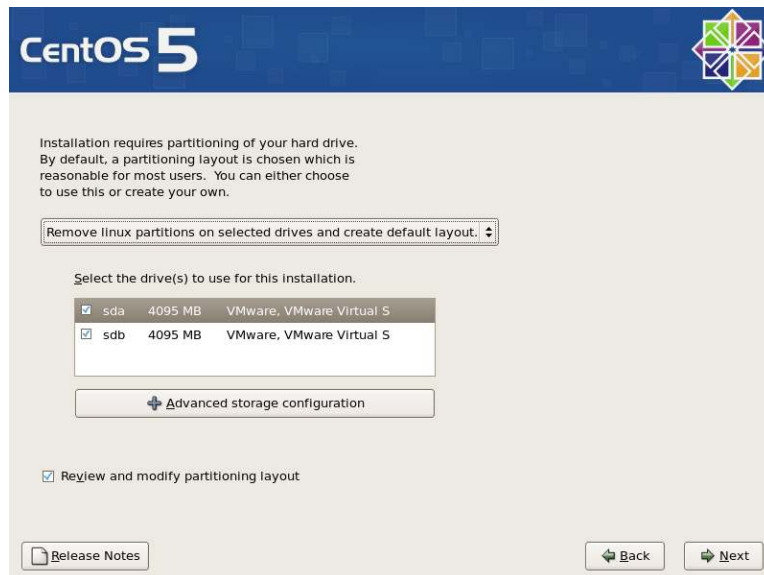 CentOS 5
Installation requires partitioning of your hard drive.
By default, a partitioning layout is chosen which is
reasonable for most users. You can either choose
to use this or create your own.
Remove linux partitions on selected drives and create default layout.
Select the drive(s) to use for this installation.
sda 4095 MB VMware, VMware Virtual S
sdb 4095 MB VMware, VMware Virtual S
Advanced storage configuration
Review and modify partitioning layout
Release Notes
Back
Next